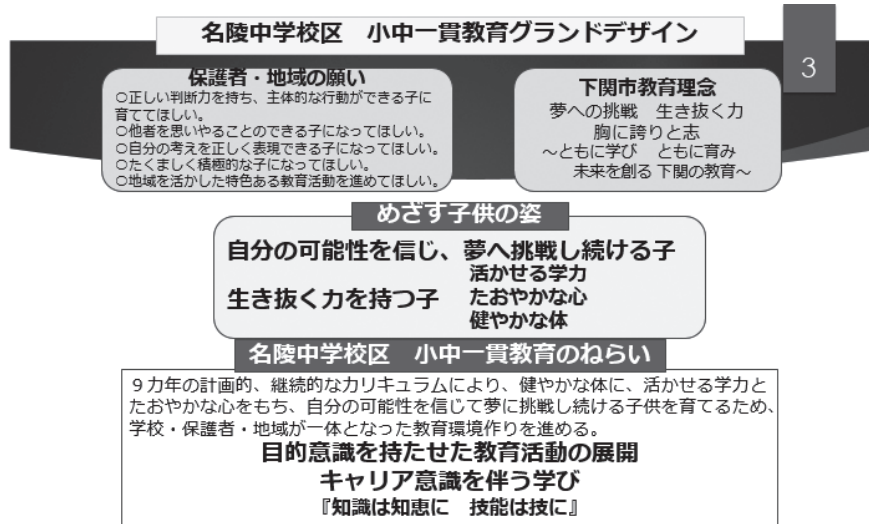 名陵中学校区　小中一貫教育グランドデザイン
3
保護者・地域の願い
○正しい判断力を持ち、主体的な行動ができる子に
育ててほしい。
○他者を思いやることのできる子になってほしい。
○自分の考えを正しく表現できる子になってほしい。
○たくましく積極的な子になってほしい。
○地域を活かした特色ある教育活動を進めてほしい。
下関市教育理念
夢への挑戦　生き抜く力
胸に誇りと志
～ともに学び　ともに育み
未来を創る 下関の教育～
めざす子供の姿
自分の可能性を信じ、夢へ挑戦し続ける子
生き抜く力を持つ子
活かせる学力
たおやかな心
健やかな体
名陵中学校区　小中一貫教育のねらい
９カ年の計画的、継続的なカリキュラムにより、健やかな体に、活かせる学力と
たおやかな心をもち、自分の可能性を信じて夢に挑戦し続ける子供を育てるため、
学校・保護者・地域が一体となった教育環境作りを進める。
目的意識を持たせた教育活動の展開
キャリア意識を伴う学び
『知識は知恵に　技能は技に』